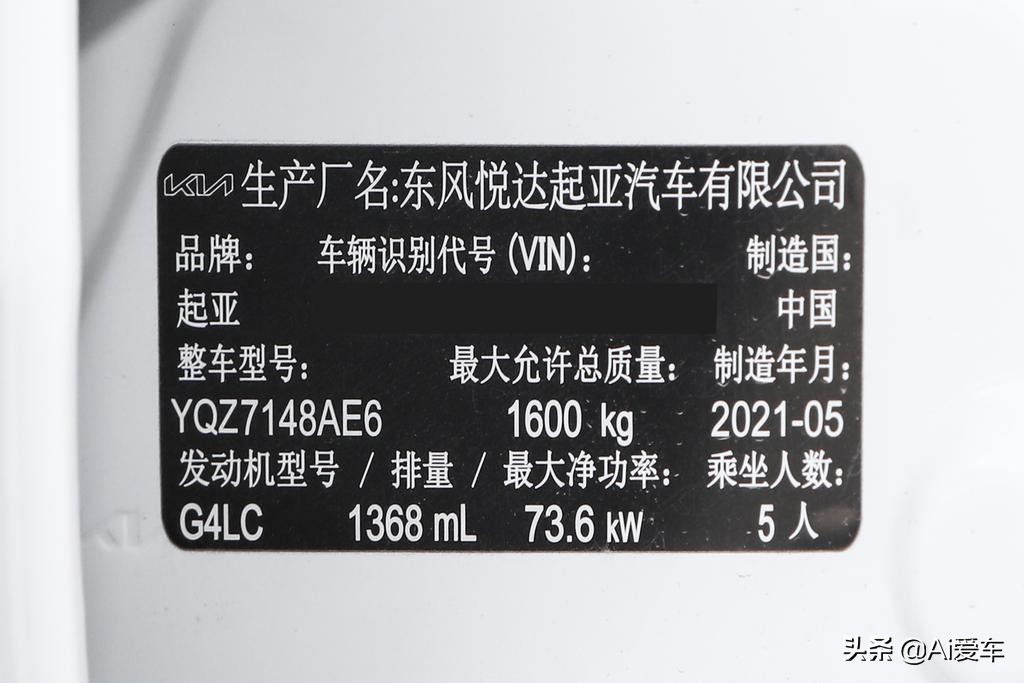 KIA 生产厂名:东风悦达起亚汽车有限公司
品牌: 车辆识别代号(VIN): 制造国:
起亚 中国
整车型号: 最大允许总质量: 制造年月:
YQZ7148AE6 1600 kg 2021-05
发动机型号 / 排量 / 最大净功率: 乘坐人数:
G4LC 1368 mL 73.6 kW 5 人
头条 @Ai爱车